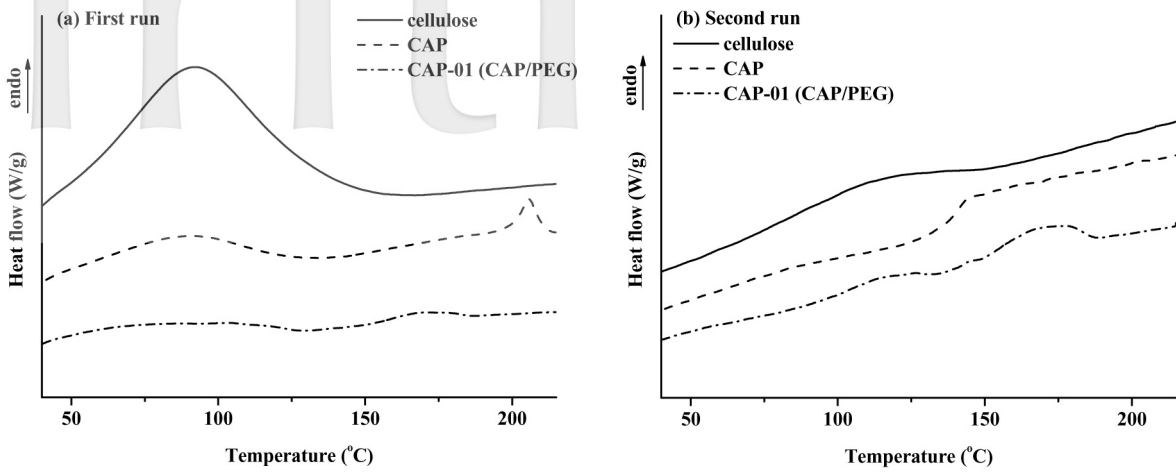 (a) First run
cellulose
CAP
CAP-01 (CAP/PEG)
endo
Heat flow (W/g)
50
100
150
200
Temperature (°C)
(b) Second run
cellulose
CAP
CAP-01 (CAP/PEG)
endo
Heat flow (W/g)
50
100
150
200
Temperature (°C)